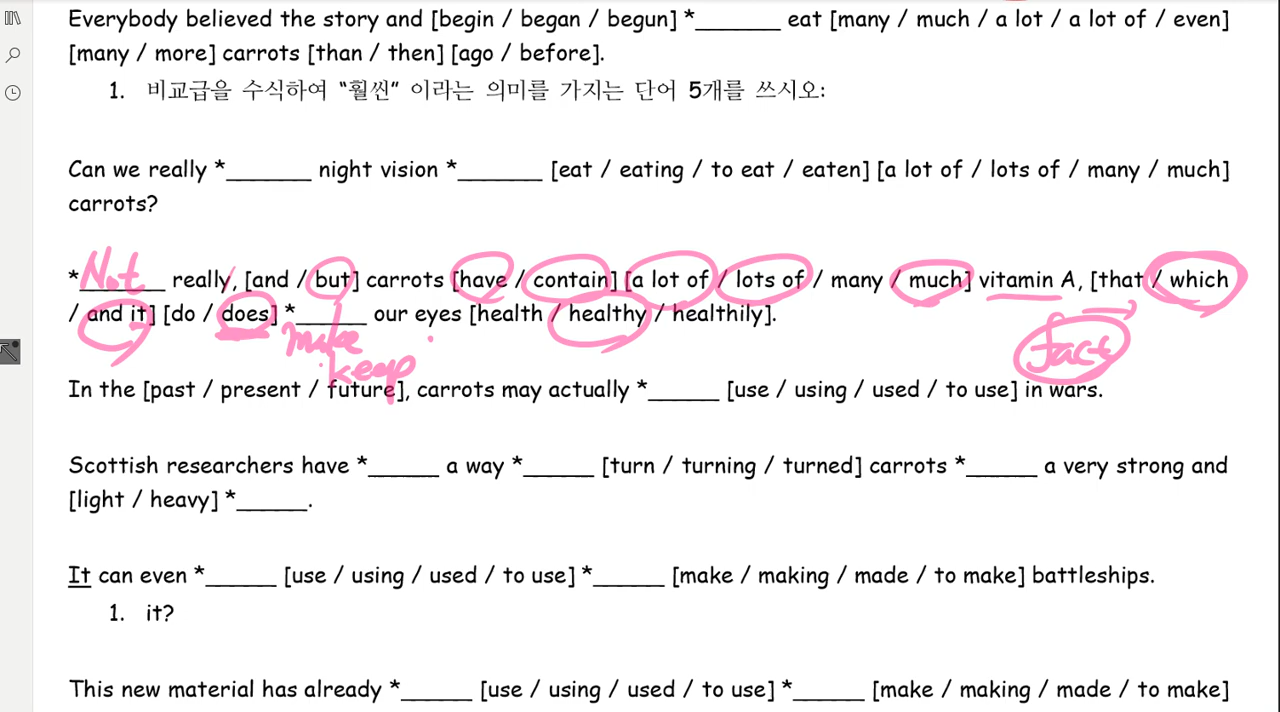 Everybody believed the story and [begin / began / begun] *_______ eat [many / much / a lot / a lot of / even]
[many / more] carrots [than / then] [ago / before].
1. 비교급을 수식하여 “훨씬” 이라는 의미를 가지는 단어 5개를 쓰시오:
Can we really *_______ night vision *_______ [eat / eating / to eat / eaten] [a lot of / lots of / many / much]
carrots?
*Not_______ really, [and / but] carrots [have / contain] [a lot of / lots of / many / much] vitamin A, [that / which
/ and it] [do / does] *______ our eyes [health / healthy / healthily].
make
keep
fact
In the [past / present / future], carrots may actually *______ [use / using / used / to use] in wars.
Scottish researchers have *______ a way *______ [turn / turning / turned] carrots *______ a very strong and
[light / heavy] *______.
It can even *______ [use / using / used / to use] *______ [make / making / made / to make] battleships.
1. it?
This new material has already *______ [use / using / used / to use] *______ [make / making / made / to make]